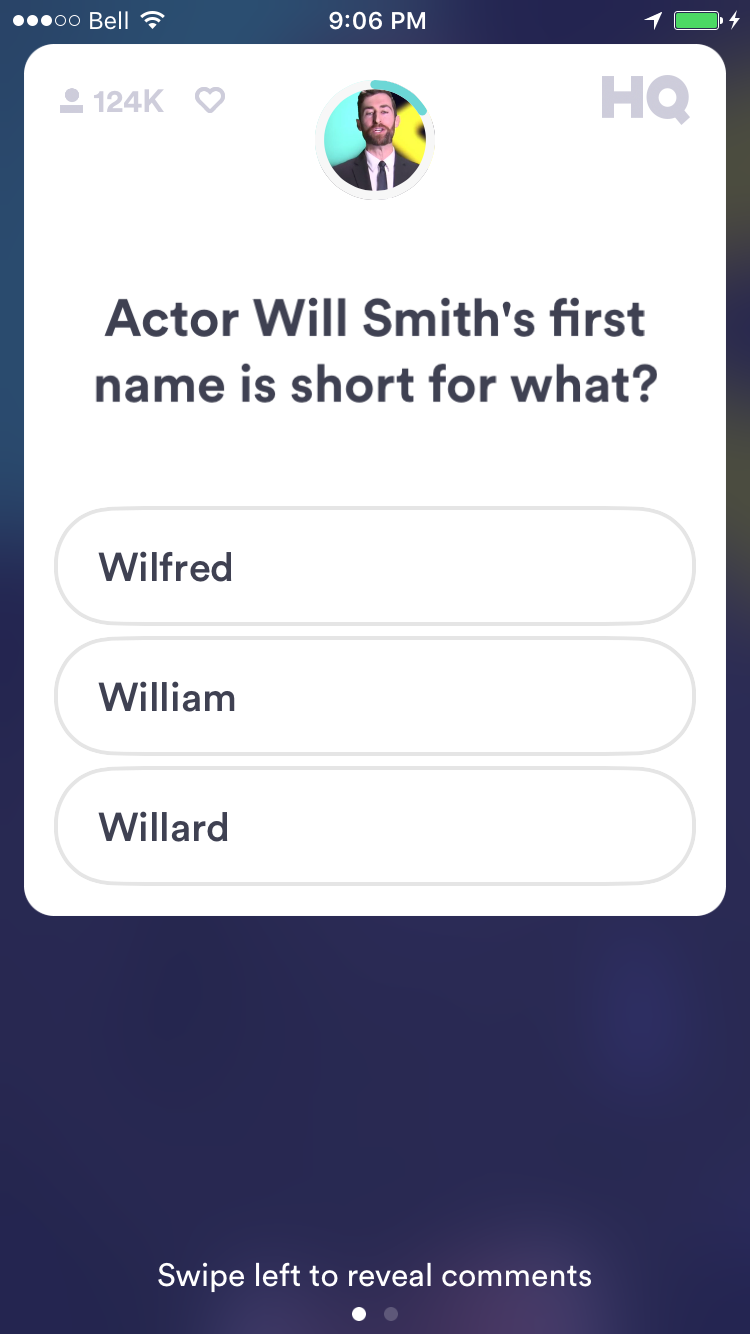 Bell 9:06 PM
124K HQ
Actor Will Smith's first
name is short for what?
Wilfred
William
Willard
Swipe left to reveal comments